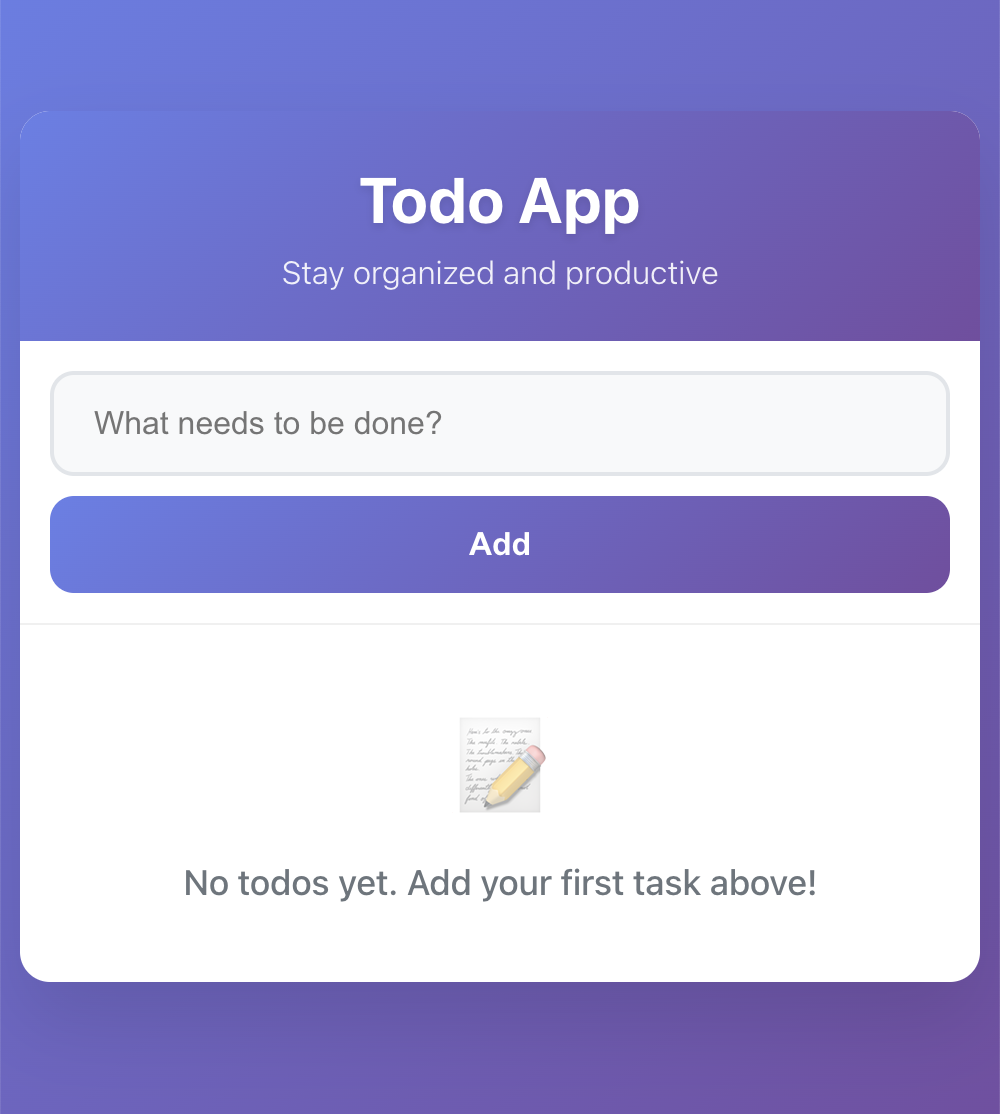 Todo App
Stay organized and productive
What needs to be done?
Add
No todos yet. Add your first task above!